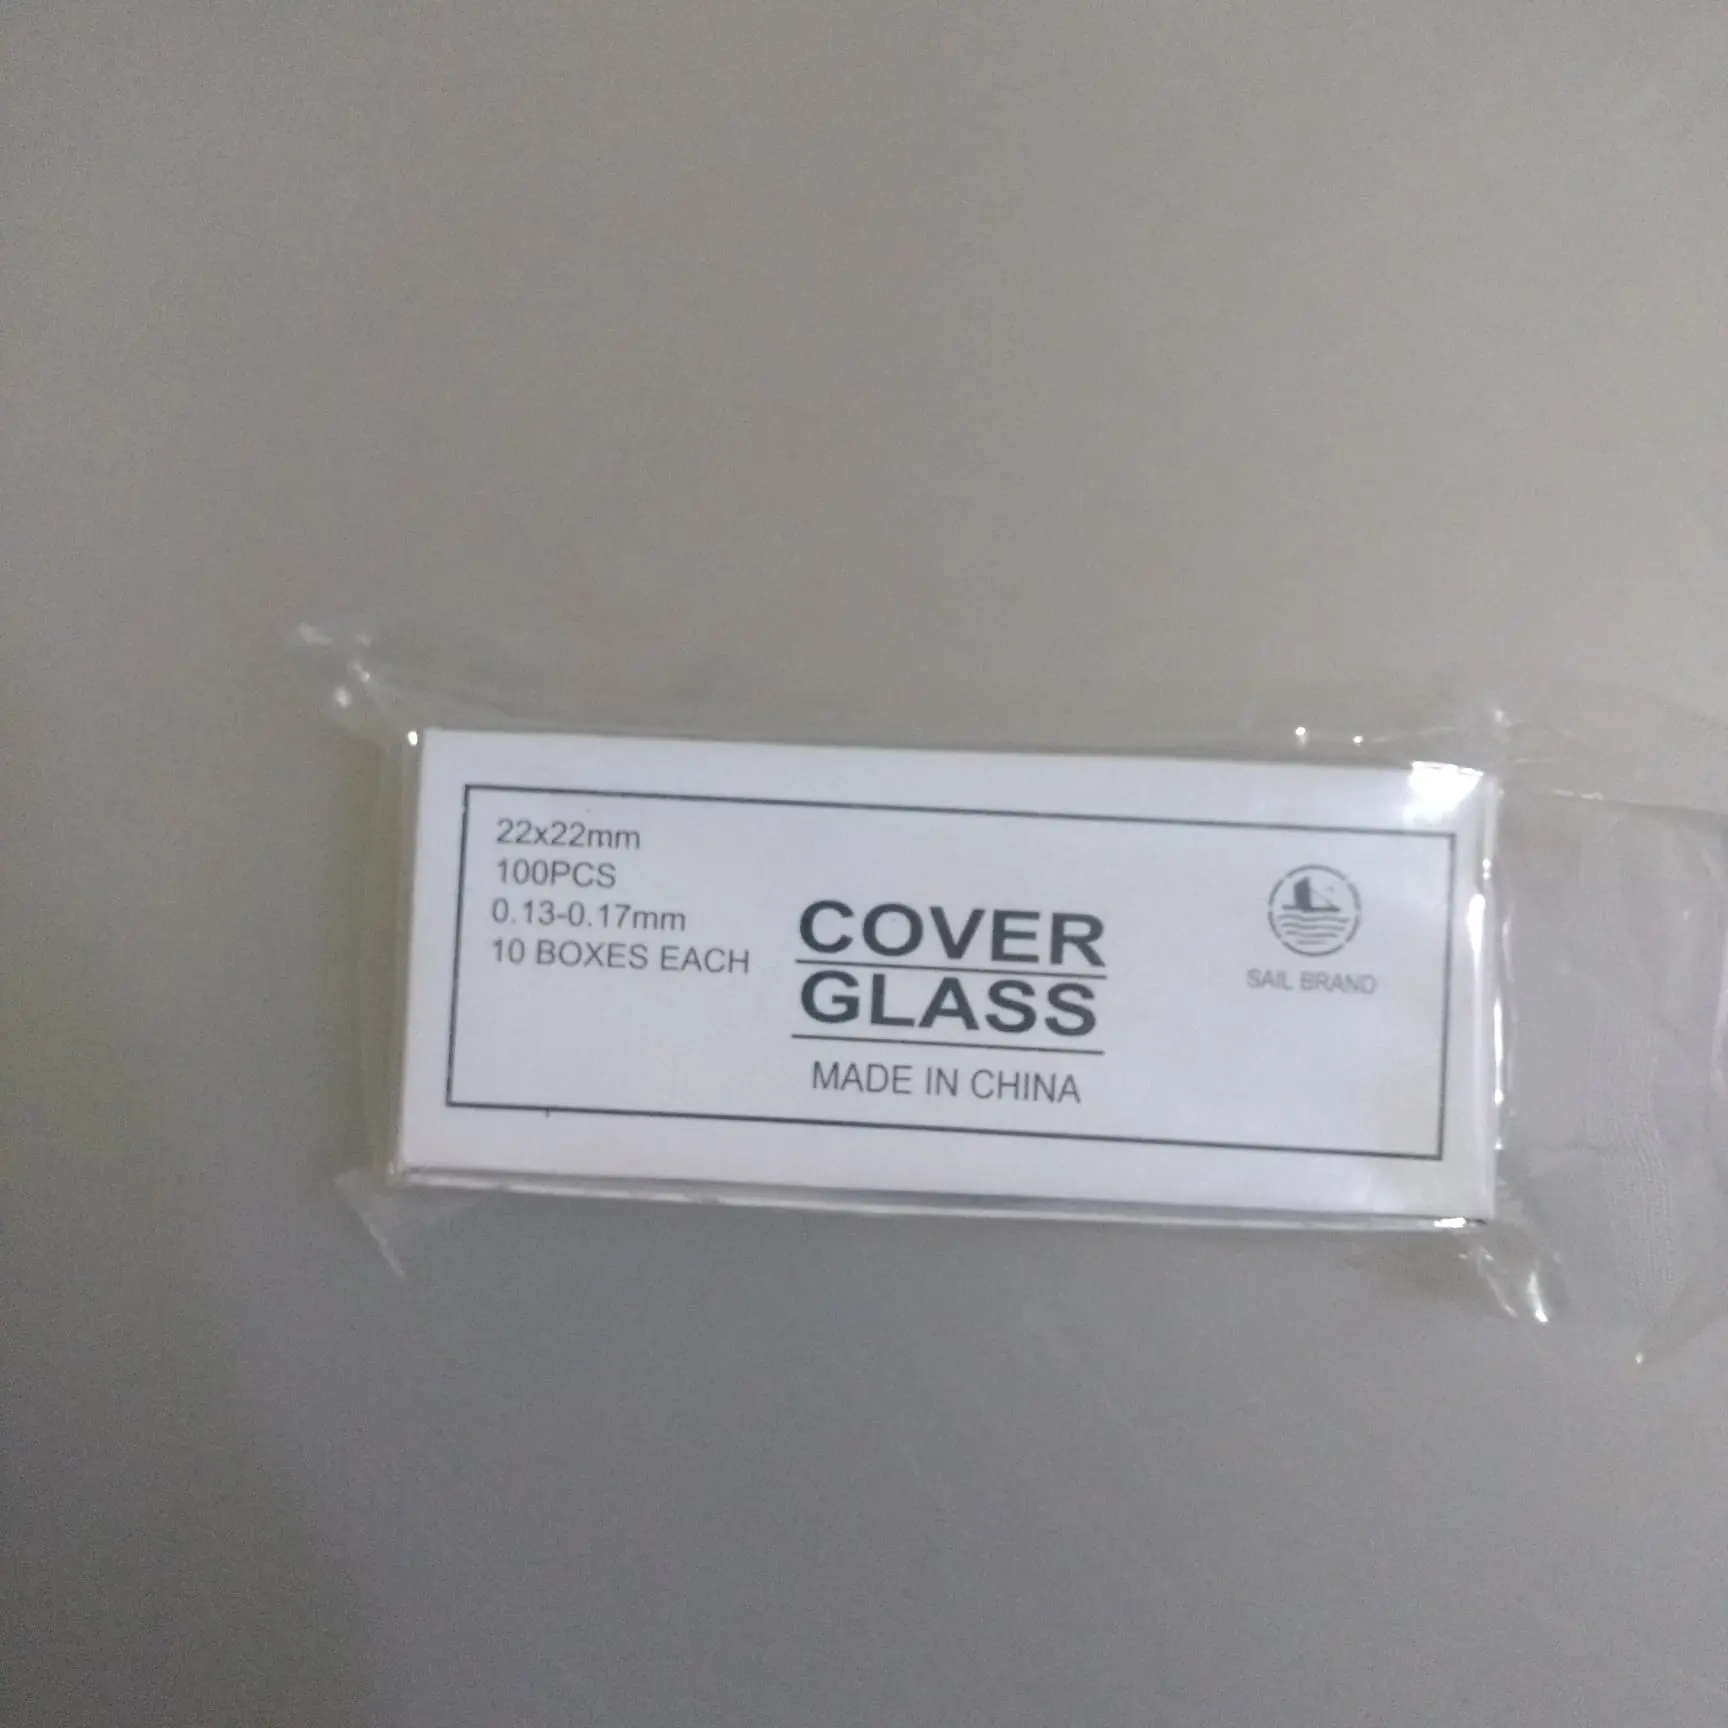 22x22mm
100PCS
0.13-0.17mm
10 BOXES EACH
COVER
GLASS
MADE IN CHINA
SAIL BRAND